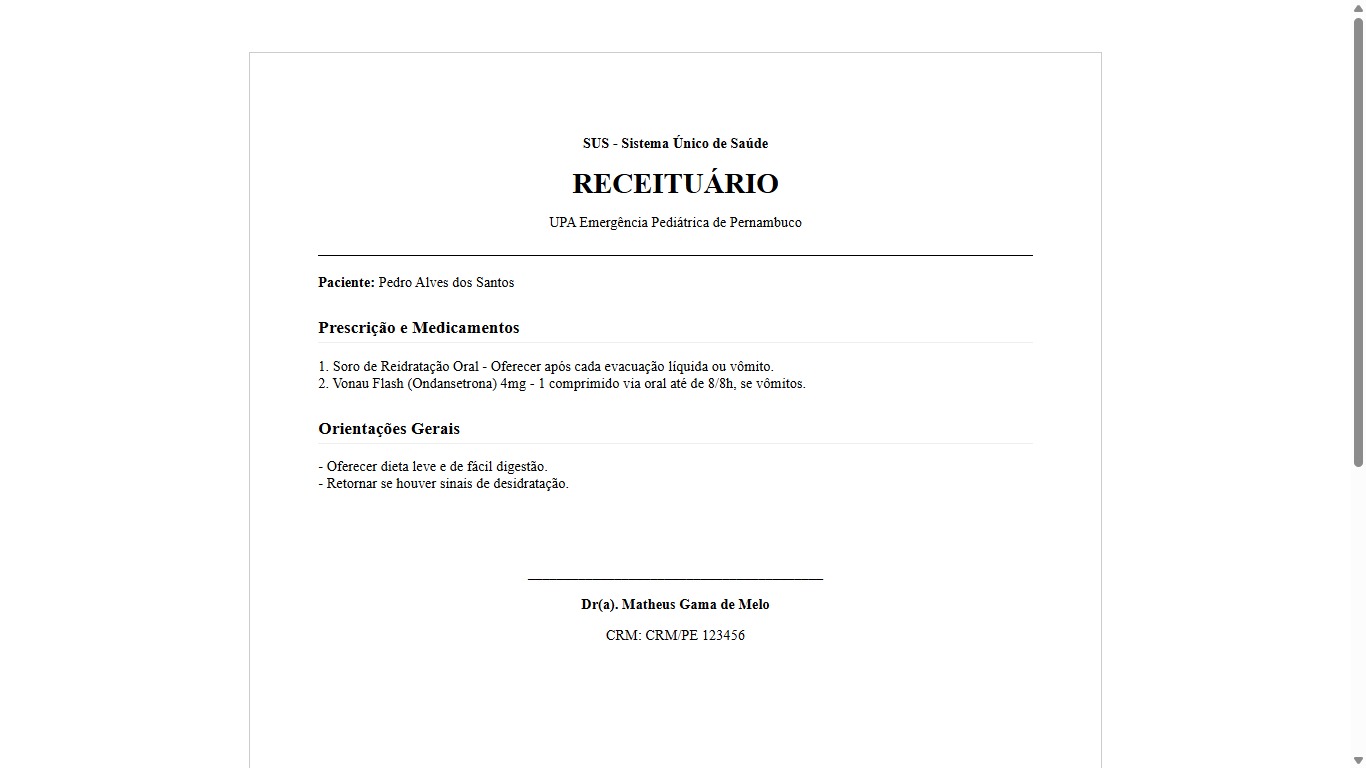 SUS - Sistema Único de Saúde
RECEITUÁRIO
UPA Emergência Pediátrica de Pernambuco
Paciente: Pedro Alves dos Santos
Prescrição e Medicamentos
1. Soro de Reidratação Oral - Oferecer após cada evacuação líquida ou vômito.
2. Vonau Flash (Ondansetrona) 4mg - 1 comprimido via oral até de 8/8h, se vômitos.
Orientações Gerais
- Oferecer dieta leve e de fácil digestão.
- Retornar se houver sinais de desidratação.
Dr(a). Matheus Gama de Melo
CRM: CRM/PE 123456